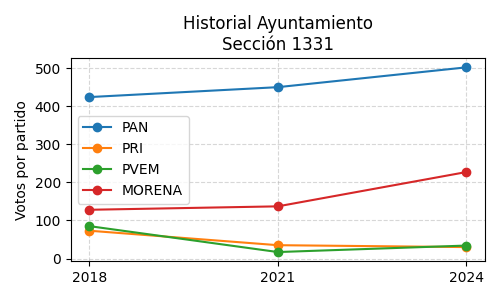 Historial Ayuntamiento
Sección 1331
Votos por partido
500
400
300
200
100
0
PAN
PRI
PVEM
MORENA
2018
2021
2024